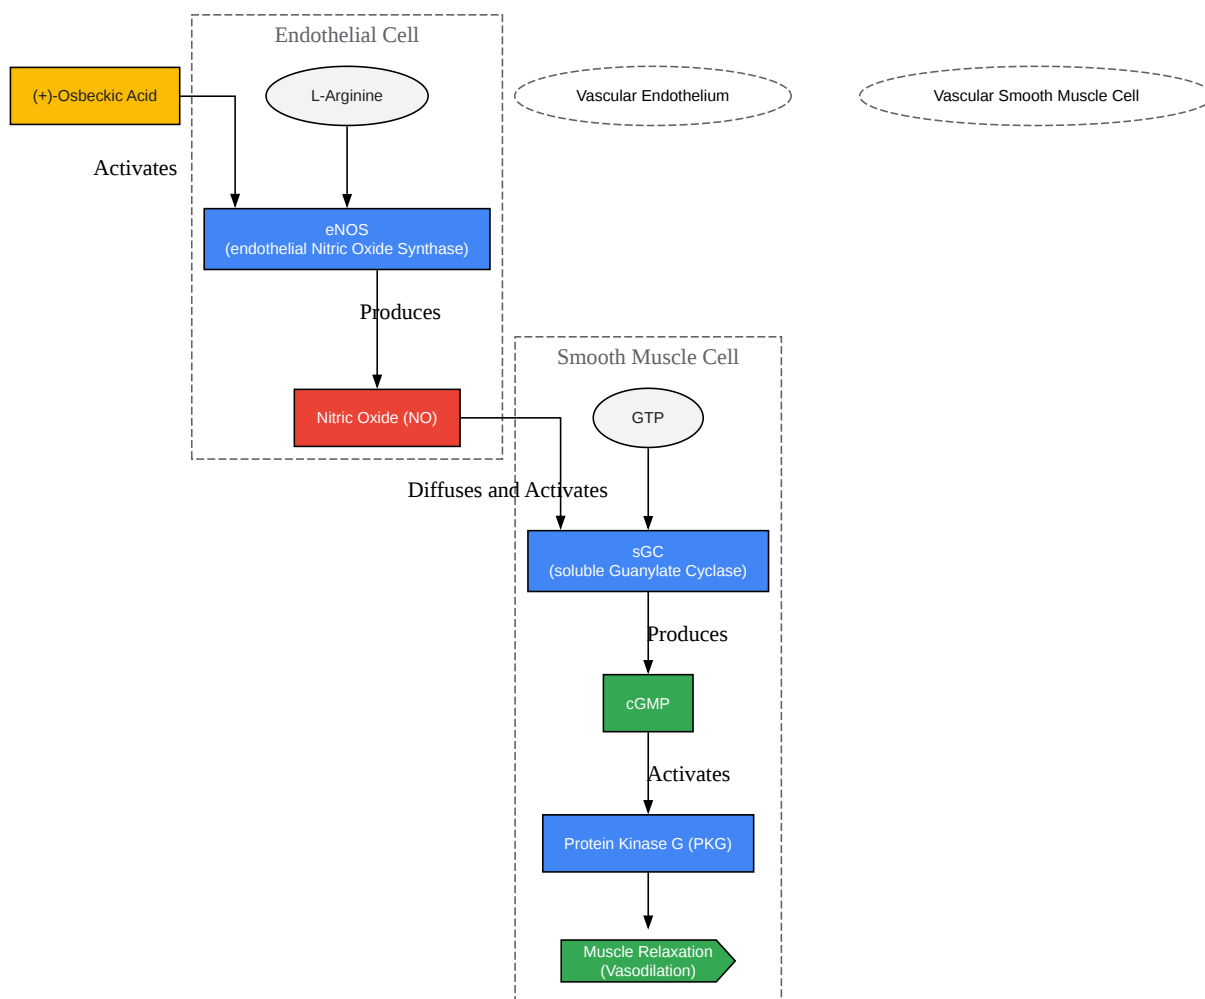 Endothelial Cell
(+)-Osbeckic Acid
L-Arginine
Vascular Endothelium
Vascular Smooth Muscle Cell
Activates
eNOS
(endothelial Nitric Oxide Synthase)
Produces
Smooth Muscle Cell
Nitric Oxide (NO)
GTP
Diffuses and Activates
sGC
(soluble Guanylate Cyclase)
Produces
cGMP
Activates
Protein Kinase G (PKG)
Muscle Relaxation
(Vasodilation)